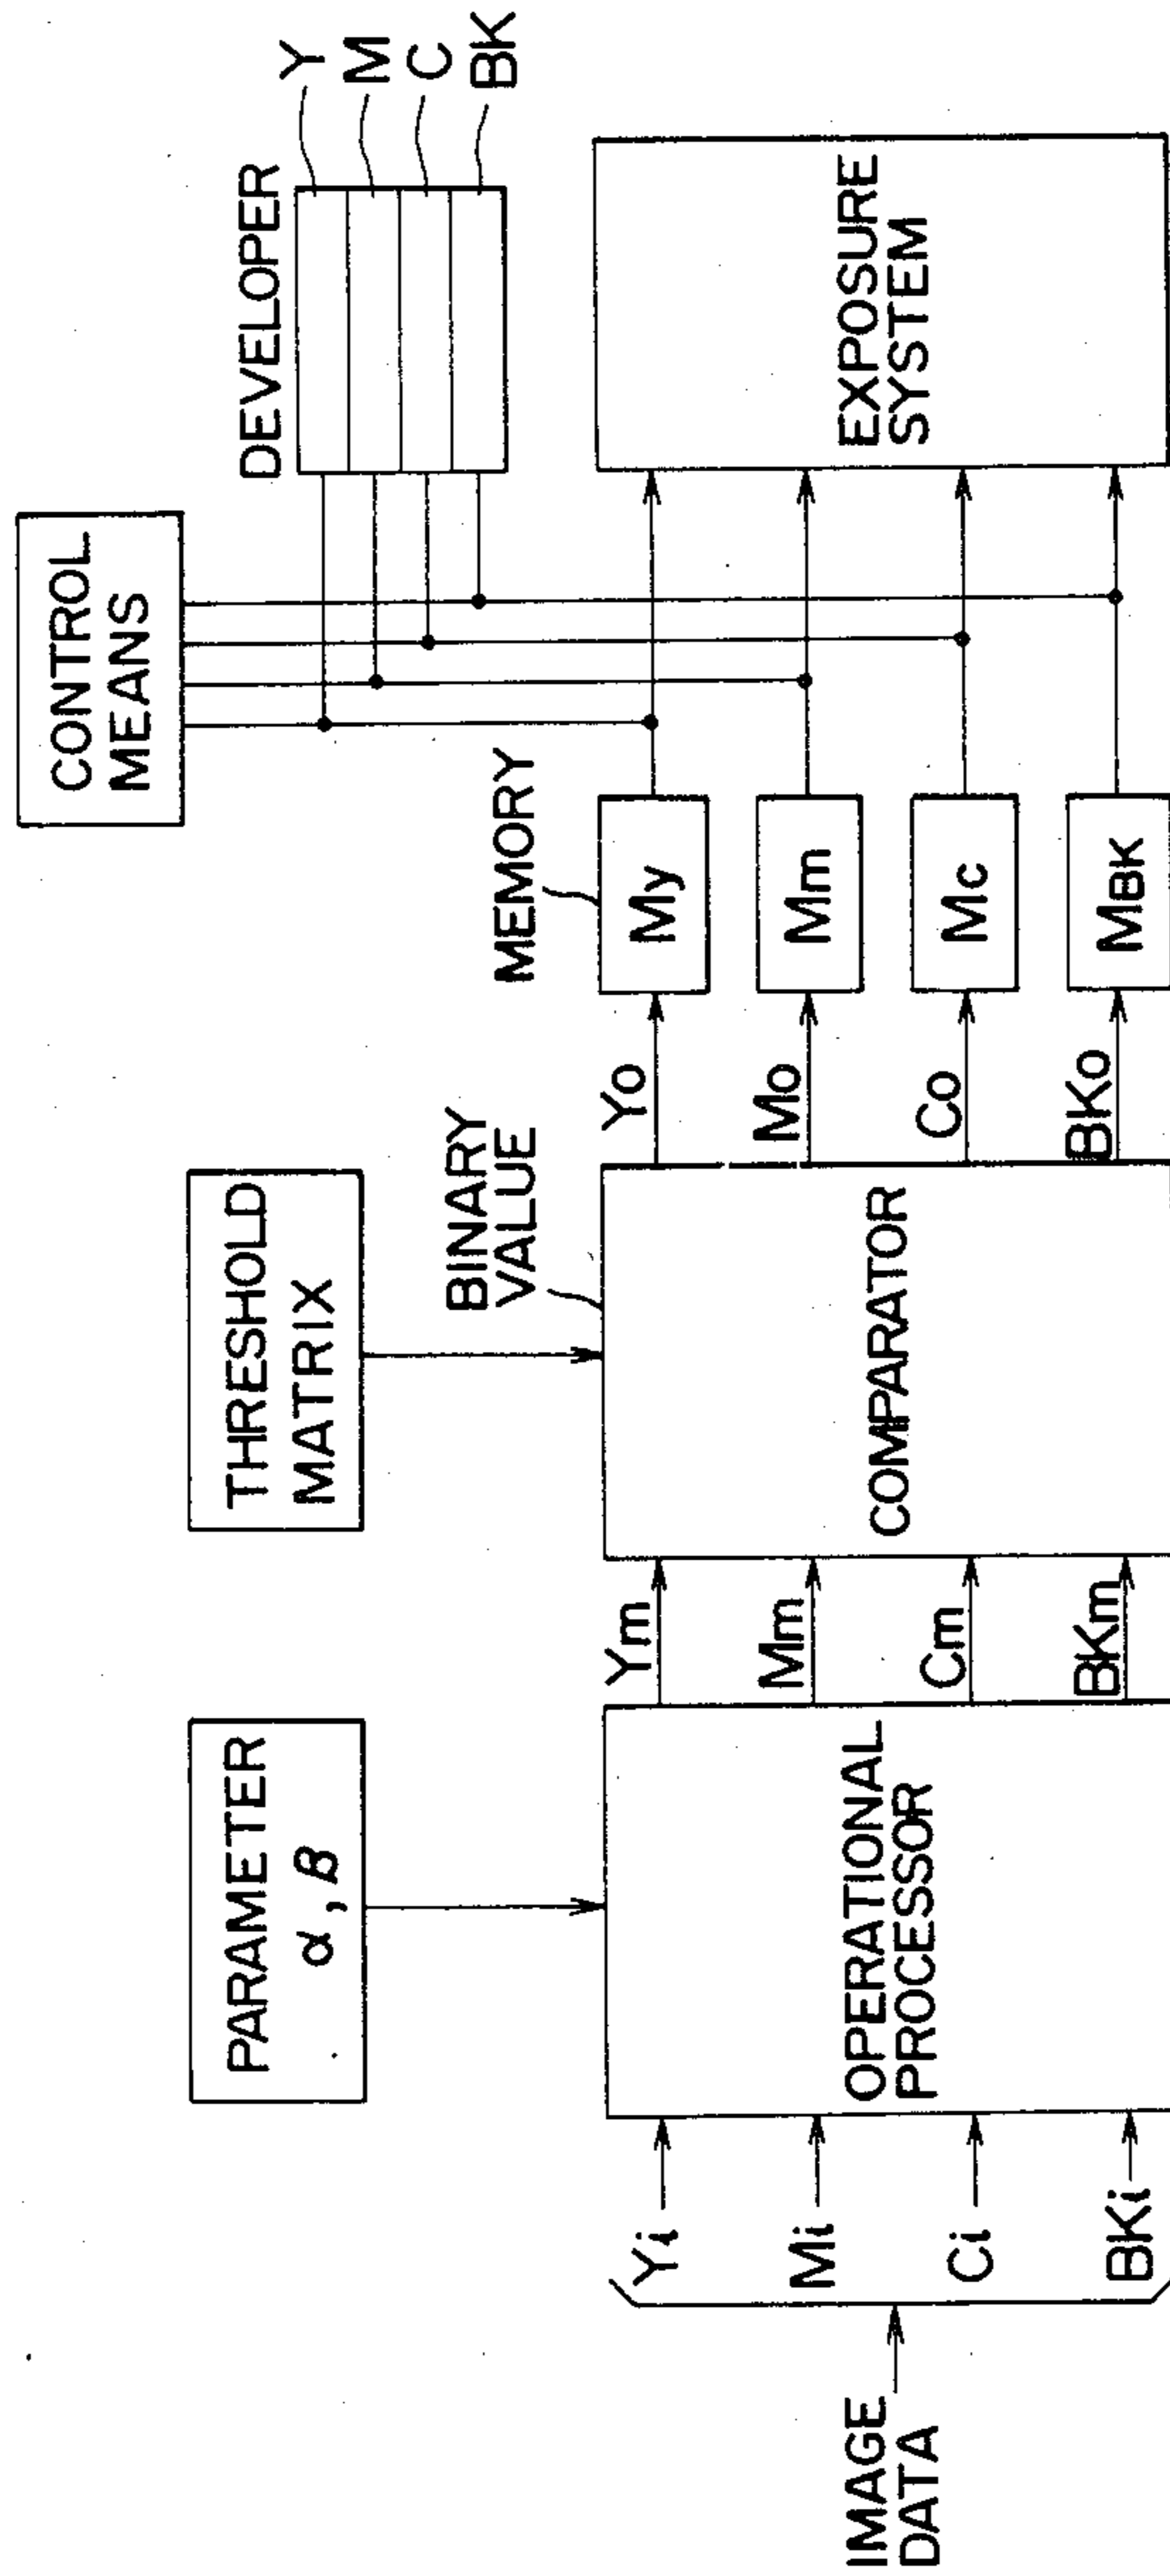 CONTROL
MEANS
DEVELOPER
Y
M
C
BK
PARAMETER
α, β
THRESHOLD
MATRIX
BINARY
VALUE
MEMORY
IMAGE
DATA
Yi
Mi
Ci
BKi
OPERATIONAL
PROCESSOR
Ym
Mm
Cm
BKm
COMPARATOR
Yo
Mo
Co
BKo
My
Mm
Mc
MBK
EXPOSURE
SYSTEM